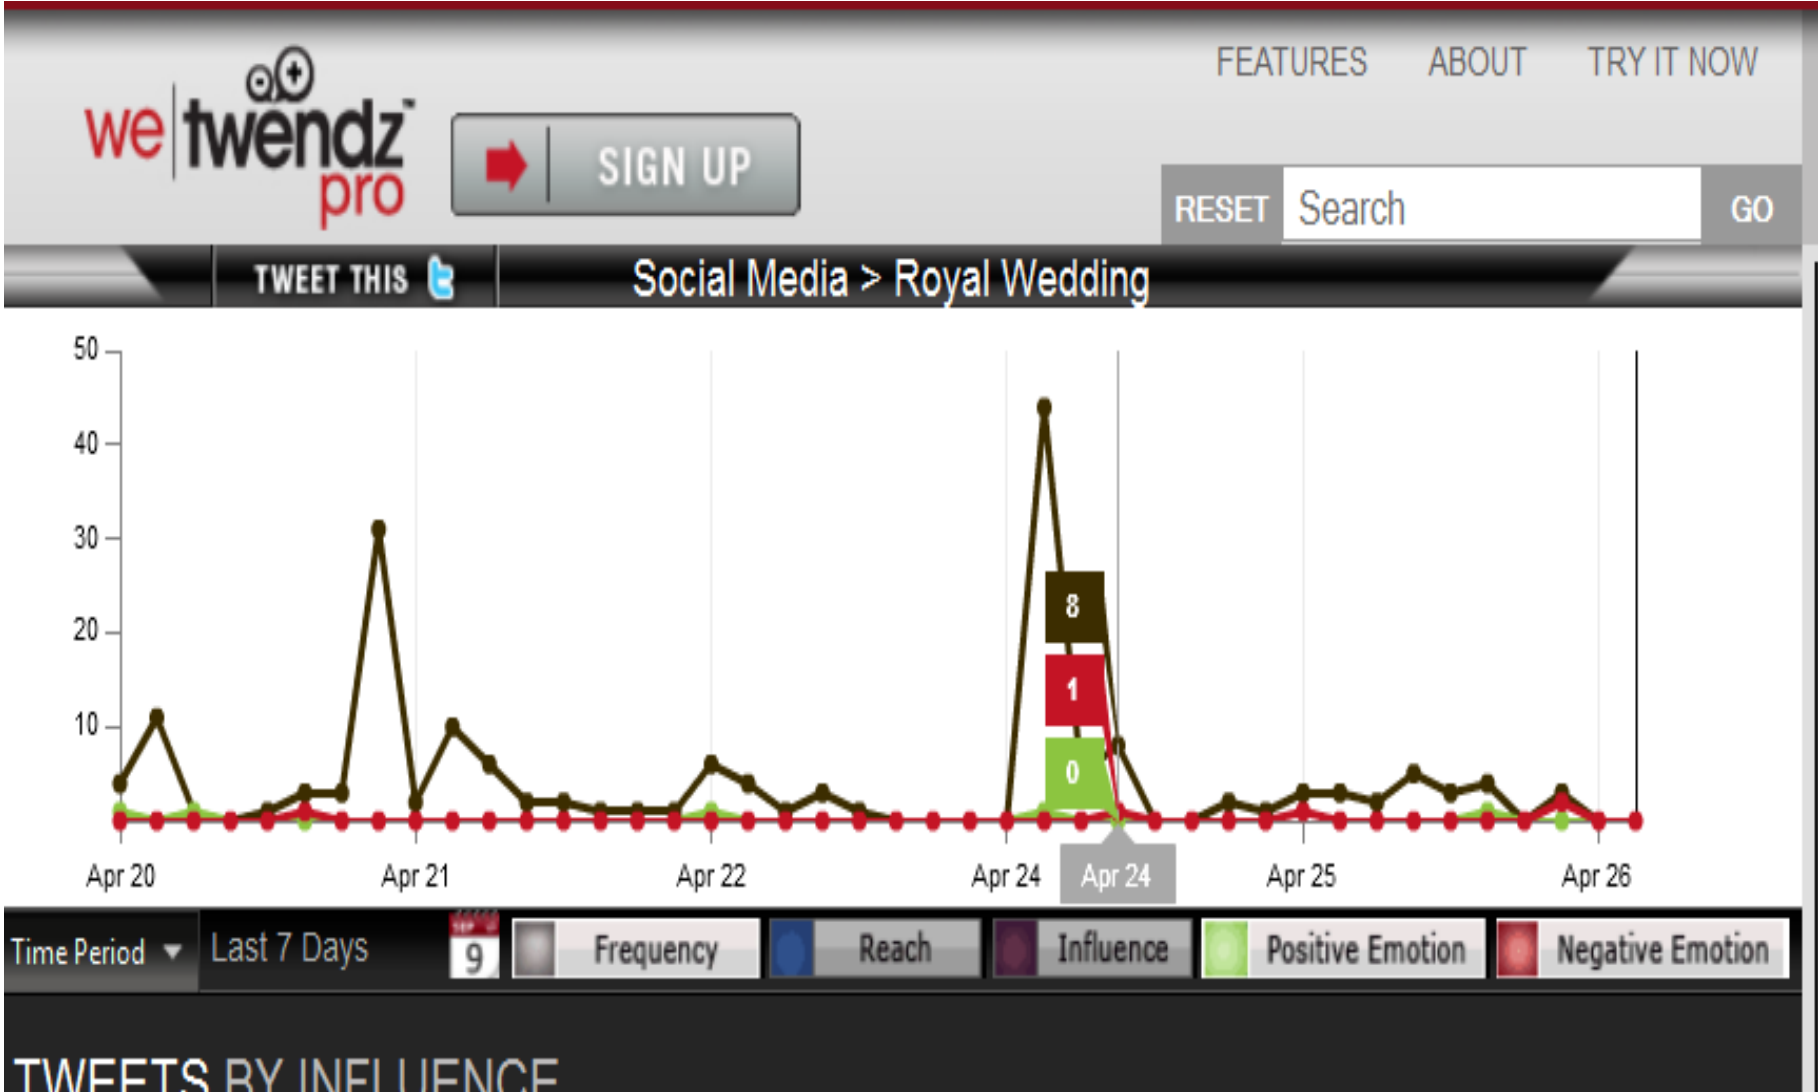 FEATURES ABOUT TRY IT NOW
we twendz™
pro
SIGN UP
RESET Search GO
TWEET THIS Social Media > Royal Wedding
50
40
30
20
10
8
1
0
Apr 20 Apr 21 Apr 22 Apr 24 Apr 24 Apr 25 Apr 26
Time Period Last 7 Days SEP 9 Frequency Reach Influence Positive Emotion Negative Emotion
TWEETS BY INFLUENCE